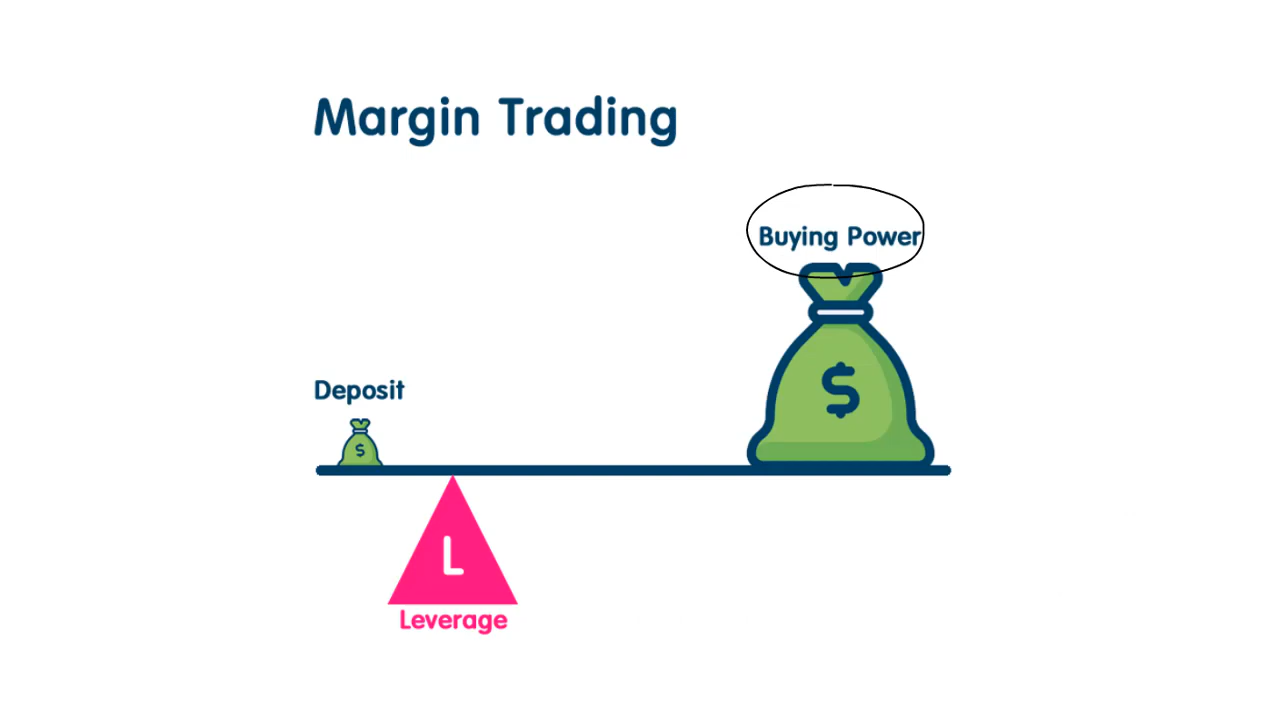 Margin Trading
Buying Power
$
Deposit
$
L
Leverage